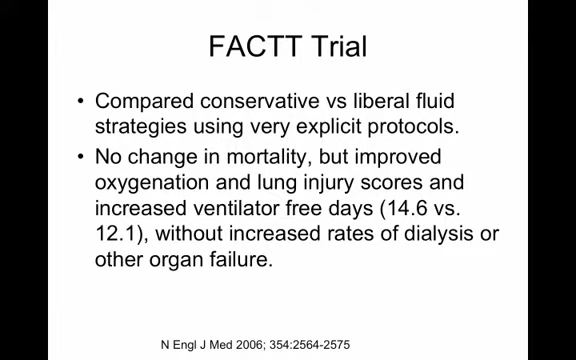 FACTT Trial
• Compared conservative vs liberal fluid
strategies using very explicit protocols.
• No change in mortality, but improved
oxygenation and lung injury scores and
increased ventilator free days (14.6 vs.
12.1), without increased rates of dialysis or
other organ failure.
N Engl J Med 2006; 354:2564-2575